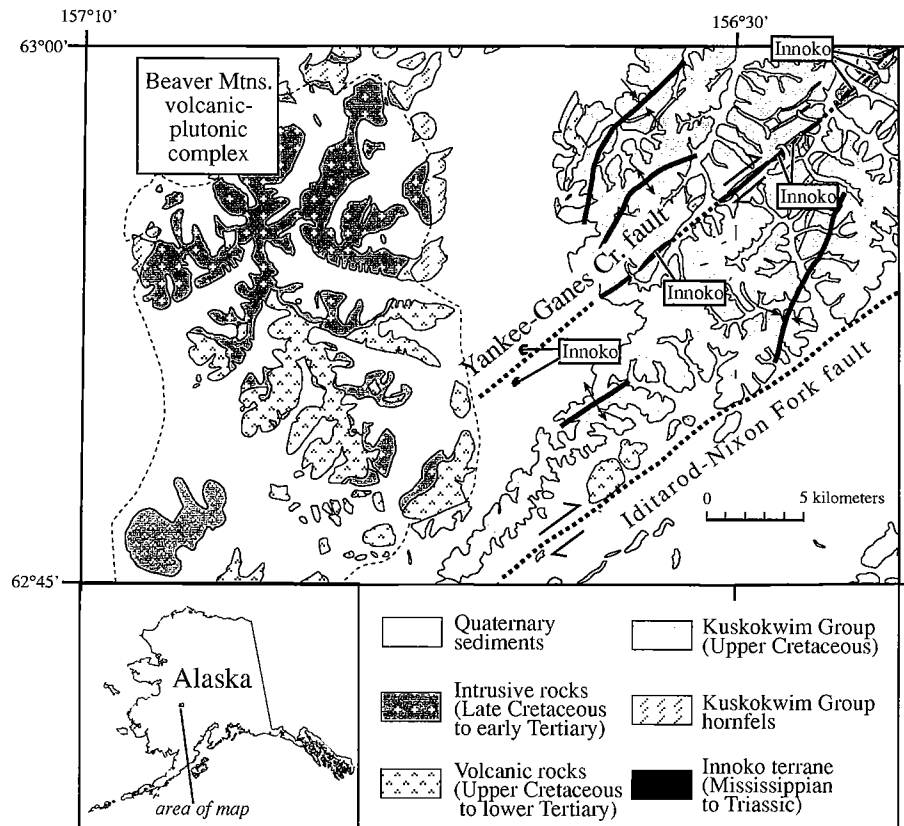 157°10'
156°30'
63°00'
Beaver Mtns.
volcanic-
plutonic
complex
Innoko
Innoko
Innoko
Innoko
Yankee-Ganes Cr. fault
Iditarod-Nixon Fork fault
0 5 kilometers
62°45'
Alaska
area of map
Quaternary
sediments
Intrusive rocks
(Late Cretaceous
to early Tertiary)
Volcanic rocks
(Upper Cretaceous
to lower Tertiary)
Kuskokwim Group
(Upper Cretaceous)
Kuskokwim Group
hornfels
Innoko terrane
(Mississippian
to Triassic)